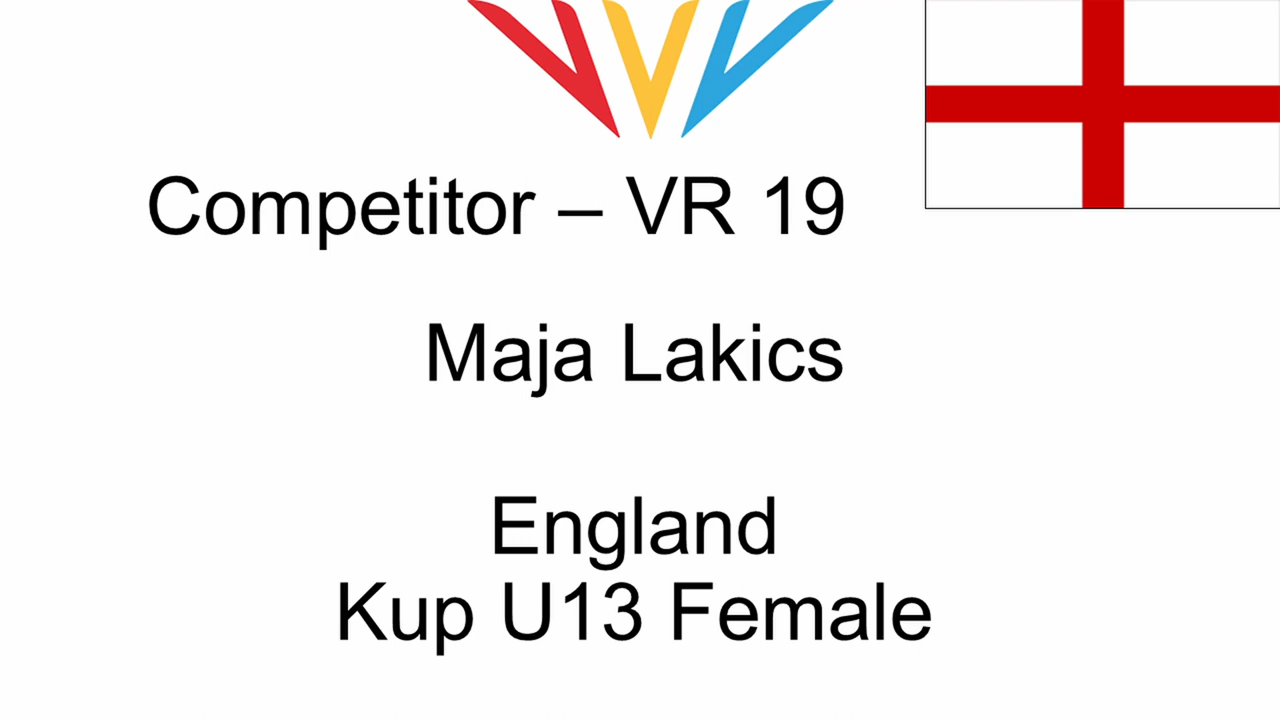 Competitor – VR 19
Maja Lakics
England
Kup U13 Female